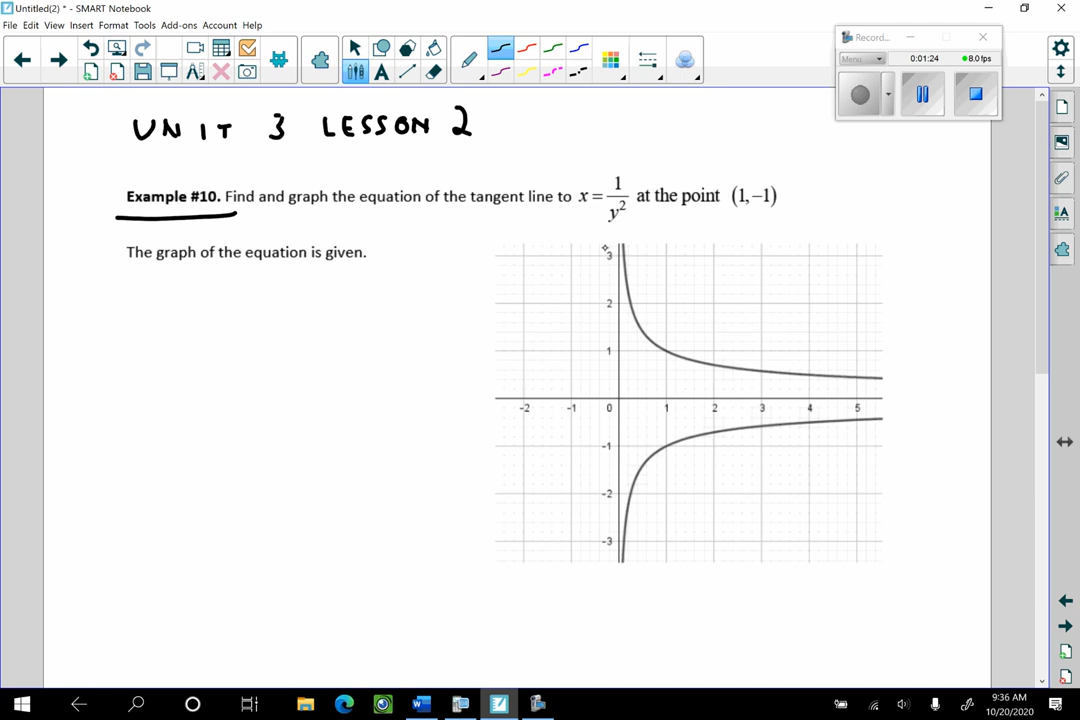 Untitled(2) * - SMART Notebook
File Edit View Insert Format Tools Add-ons Account Help
Record...
Menu
0:01:24
8.0 fps
UNIT 3 LESSON 2
Example #10. Find and graph the equation of the tangent line to x = 1/y² at the point (1,−1)
The graph of the equation is given.
3
2
1
-2 -1 0 1 2 3 4 5
-1
-2
-3
9:36 AM
10/20/2020